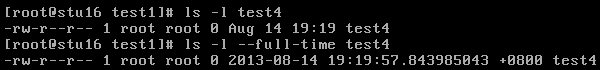 [root@stu16 test1]# ls -l test4
-rw-r--r-- 1 root root 0 Aug 14 19:19 test4
[root@stu16 test1]# ls -l --full-time test4
-rw-r--r-- 1 root root 0 2013-08-14 19:19:57.843985043 +0800 test4